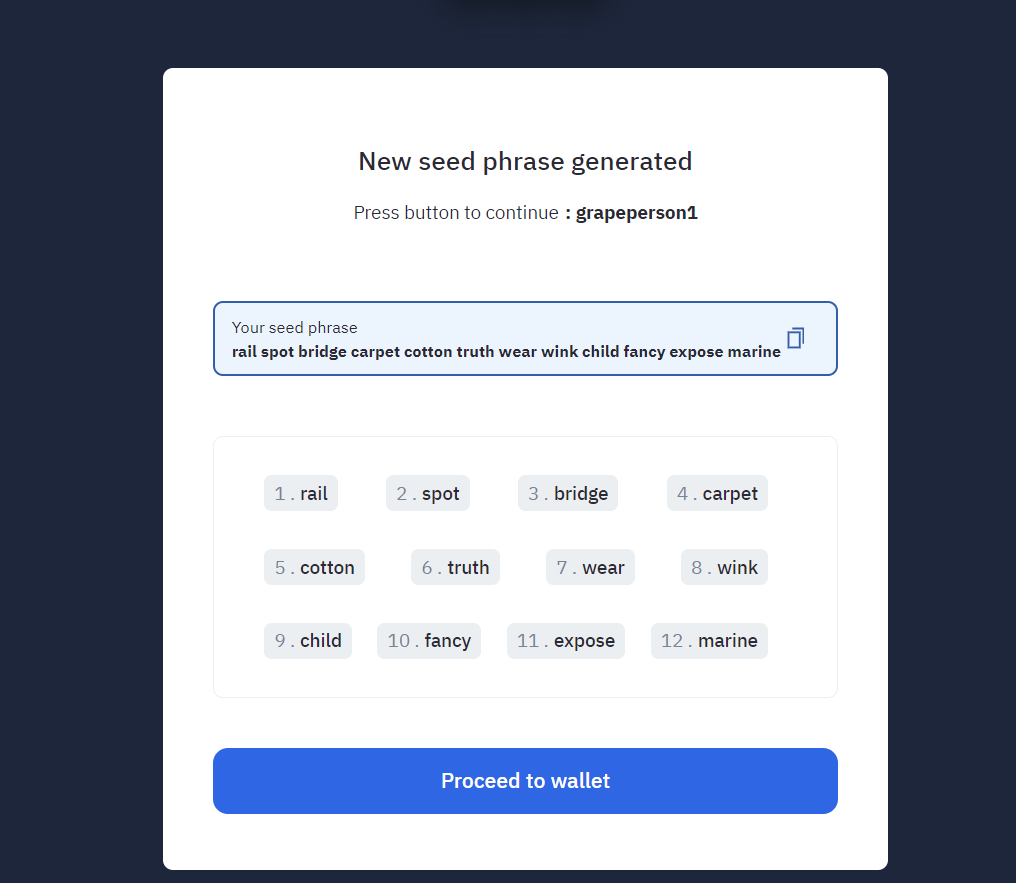 New seed phrase generated
Press button to continue : grapeperson1
Your seed phrase
rail spot bridge carpet cotton truth wear wink child fancy expose marine
1 . rail 2 . spot 3 . bridge 4 . carpet
5 . cotton 6 . truth 7 . wear 8 . wink
9 . child 10 . fancy 11 . expose 12 . marine
Proceed to wallet